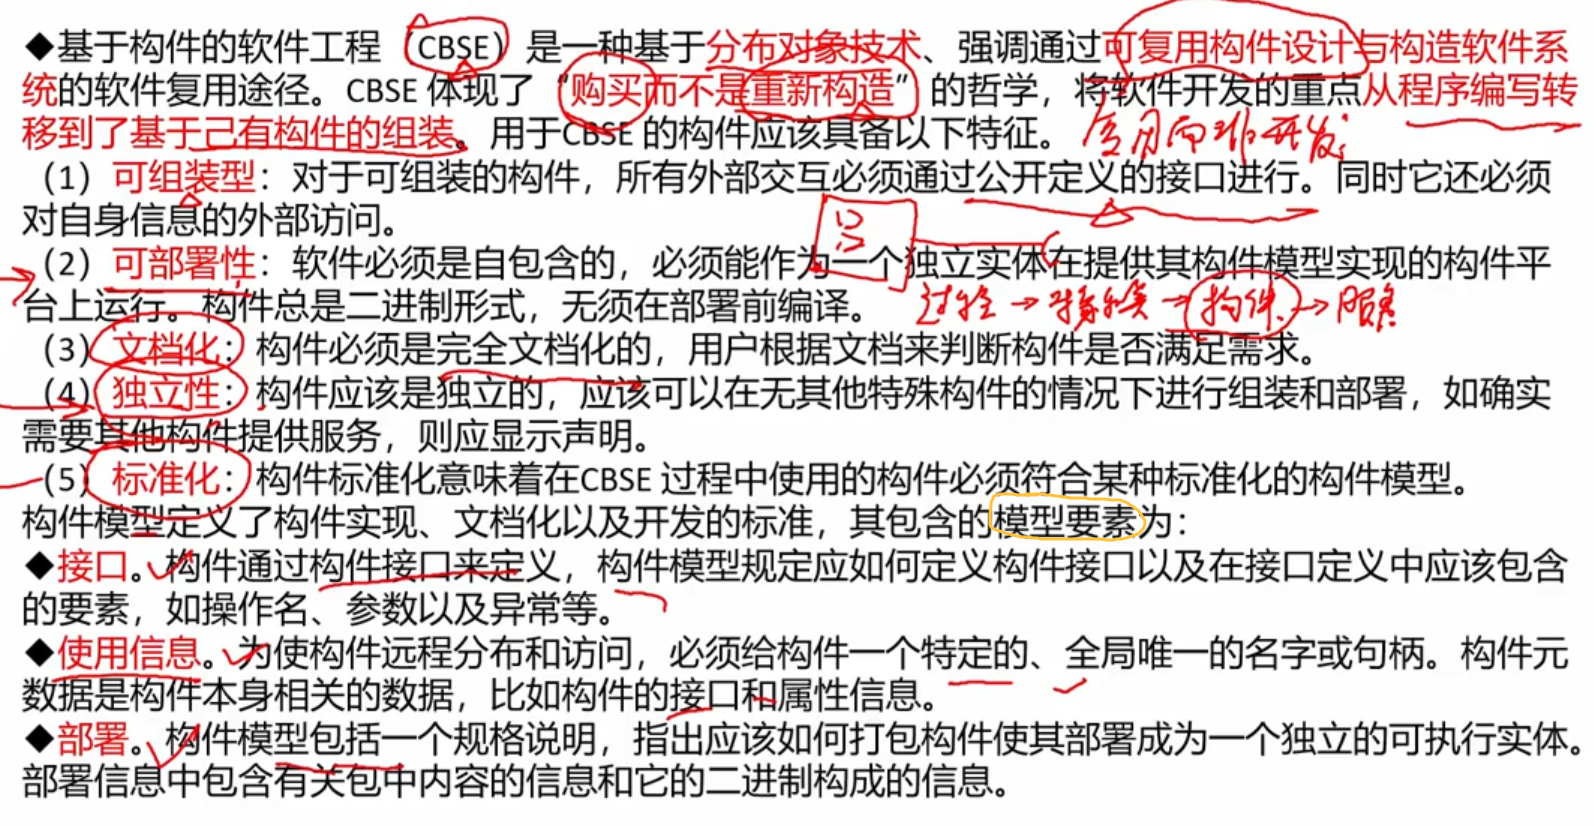 ◆基于构件的软件工程（CBSE）是一种基于分布对象技术、强调通过可复用构件设计与构造软件系
统的软件复用途径。CBSE 体现了“购买而不是重新构造”的哲学，将软件开发的重点从程序编写转
移到了基于己有构件的组装。用于CBSE 的构件应该具备以下特征。
（1）可组装型：对于可组装的构件，所有外部交互必须通过公开定义的接口进行。同时它还必须
对自身信息的外部访问。
（2）可部署性：软件必须是自包含的，必须能作为一个独立实体在提供其构件模型实现的构件平
台上运行。构件总是二进制形式，无须在部署前编译。
→构件→服务
（3）文档化：构件必须是完全文档化的，用户根据文档来判断构件是否满足需求。
（4）独立性：构件应该是独立的，应该可以在无其他特殊构件的情况下进行组装和部署，如确实
需要其他构件提供服务，则应显示声明。
（5）标准化：构件标准化意味着在CBSE 过程中使用的构件必须符合某种标准化的构件模型。
构件模型定义了构件实现、文档化以及开发的标准，其包含的模型要素为：
◆接口。构件通过构件接口来定义，构件模型规定应如何定义构件接口以及在接口定义中应该包含
的要素，如操作名、参数以及异常等。
◆使用信息。为使构件远程分布和访问，必须给构件一个特定的、全局唯一的名字或句柄。构件元
数据是构件本身相关的数据，比如构件的接口和属性信息。
◆部署。构件模型包括一个规格说明，指出应该如何打包构件使其部署成为一个独立的可执行实体。
部署信息中包含有关包中内容的信息和它的二进制构成的信息。